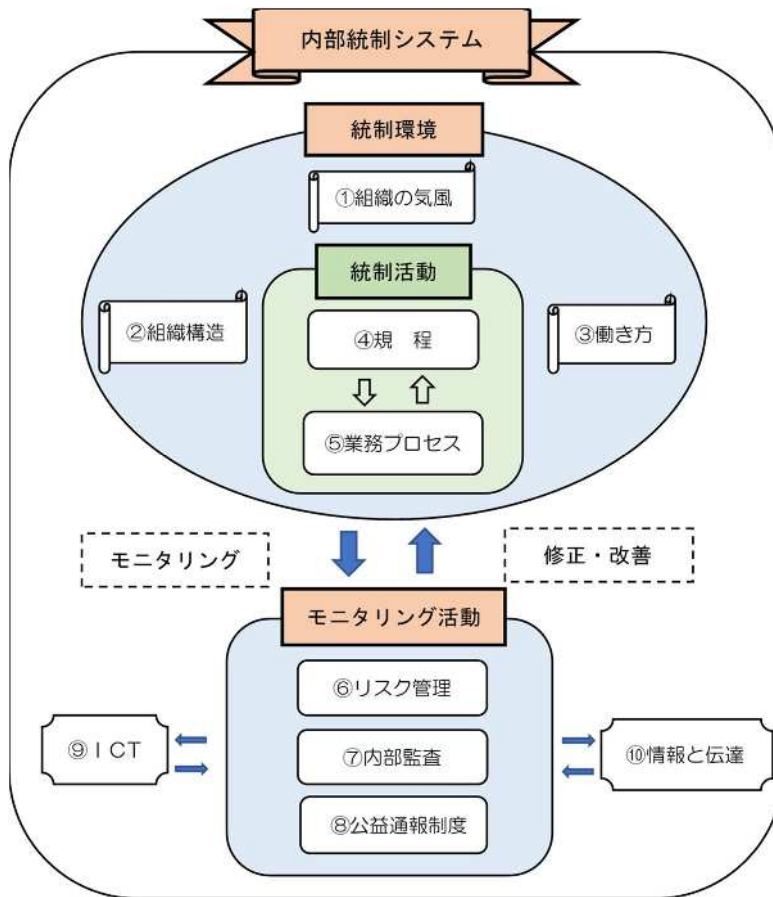 内部統制システム
統制環境
①組織の気風
統制活動
②組織構造
③働き方
④規　程
⑤業務プロセス
モニタリング
修正・改善
モニタリング活動
⑥リスク管理
⑨ＩＣＴ
⑦内部監査
⑩情報と伝達
⑧公益通報制度